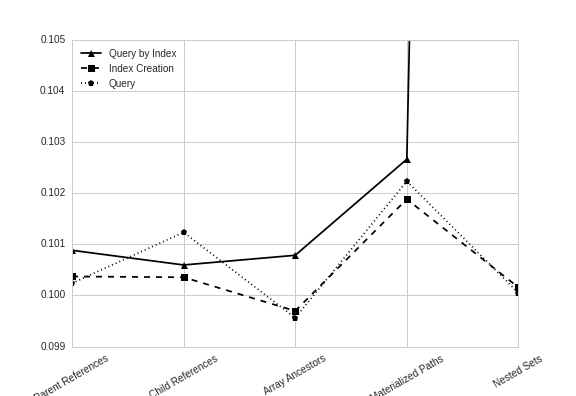 0.105
0.104
0.103
0.102
0.101
0.100
0.099
Query by Index
Index Creation
Query
Parent References
Child References
Array Ancestors
Materialized Paths
Nested Sets